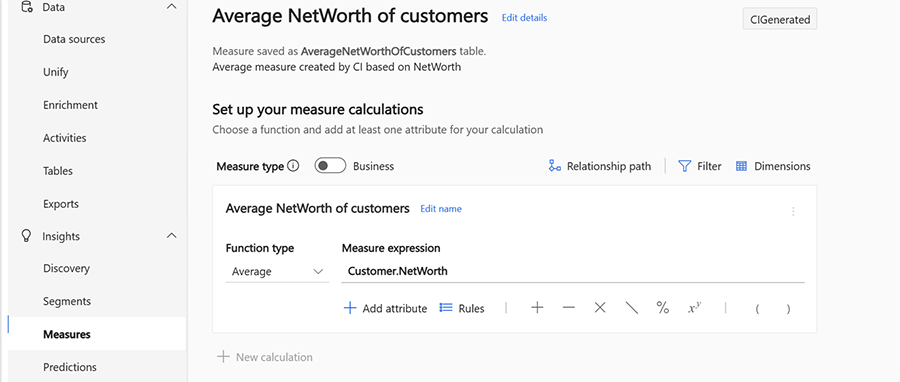 Data
Data sources
Unify
Enrichment
Activities
Tables
Exports
Insights
Discovery
Segments
Measures
Predictions
Average NetWorth of customers Edit details
CIGenerated
Measure saved as AverageNetWorthOfCustomers table.
Average measure created by CI based on NetWorth
Set up your measure calculations
Choose a function and add at least one attribute for your calculation
Measure type Business Relationship path Filter Dimensions
Average NetWorth of customers Edit name
Function type Measure expression
Average Customer.NetWorth
+ Add attribute Rules | + − × \ % xʸ | ( )
+ New calculation